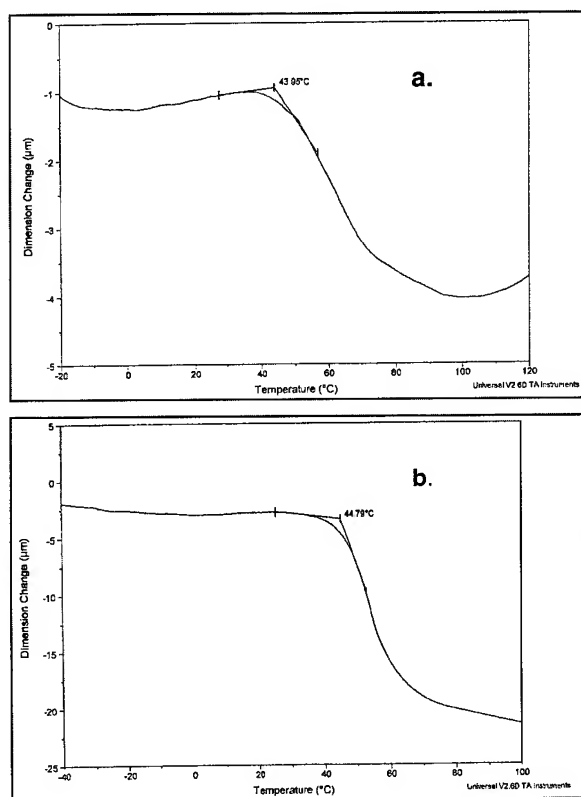 0
a.
43.95°C
-1
-2
-3
-4
-5
Dimension Change (µm)
-20 0 20 40 60 80 100 120
Temperature (°C)
Universal V2.6D TA Instruments
5
b.
0
44.79°C
-5
-10
-15
-20
-25
Dimension Change (µm)
-40 -20 0 20 40 60 80 100
Temperature (°C)
Universal V2.6D TA Instruments